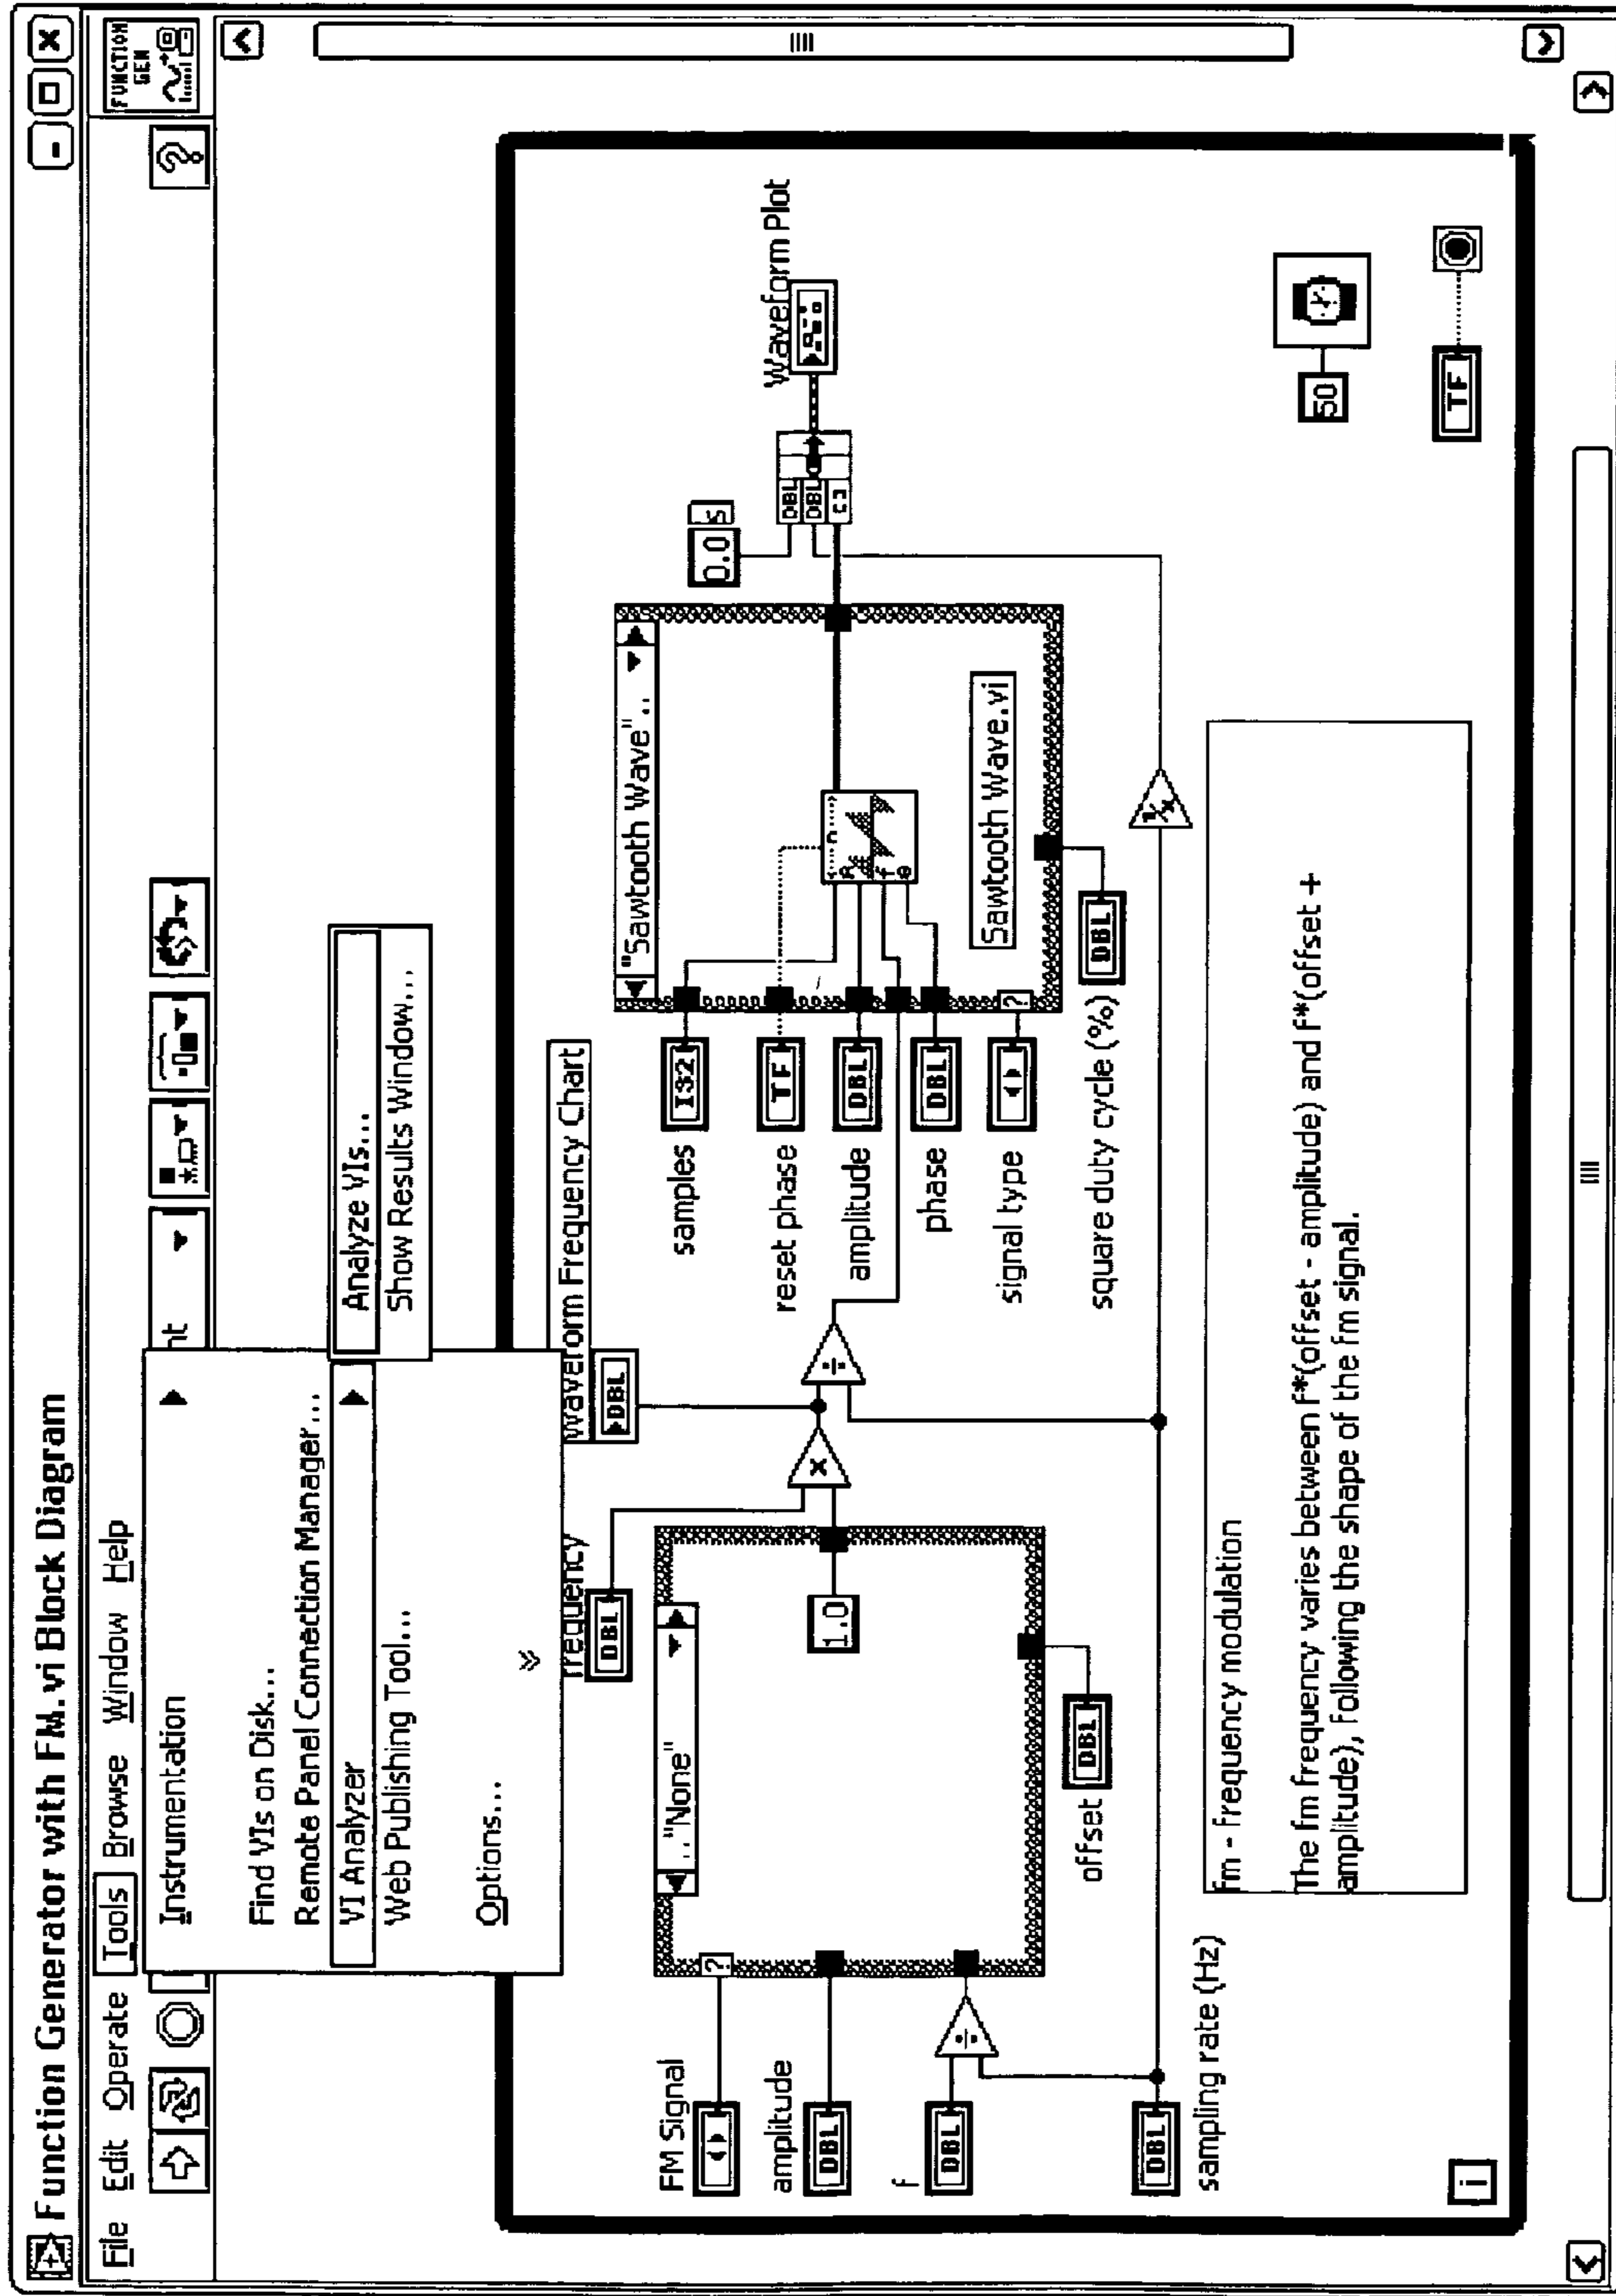 Function Generator with FM.vi Block Diagram
File Edit Operate Tools Browse Window Help
FUNCTION
GEN
?
nt
Instrumentation
Find VIs on Disk...
Remote Panel Connection Manager...
VI Analyzer
Web Publishing Tool...
Options...
Analyze VIs...
Show Results Window...
Waveform Frequency Chart
DBL
frequency
DBL
FM Signal
?
.."None"
amplitude
DBL
1.0
f
DBL
offset
DBL
sampling rate (Hz)
DBL
x
÷
÷
1/x
samples
I32
reset phase
TF
amplitude
DBL
phase
DBL
signal type
?
square duty cycle (%)
DBL
"Sawtooth Wave"..
Sawtooth Wave.vi
0.0 s
DBL
DBL
Waveform Plot
50
TF
fm - frequency modulation
The fm frequency varies between f*(offset - amplitude) and f*(offset +
amplitude), following the shape of the fm signal.
i